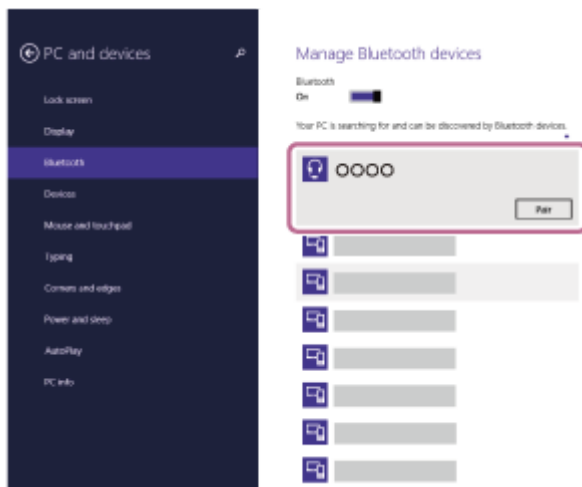 PC and devices
Lock screen
Display
Bluetooth
Devices
Mouse and touchpad
Typing
Corners and edges
Power and sleep
AutoPlay
PC info
Manage Bluetooth devices
Bluetooth
On
Your PC is searching for and can be discovered by Bluetooth devices.
OOOO
Pair